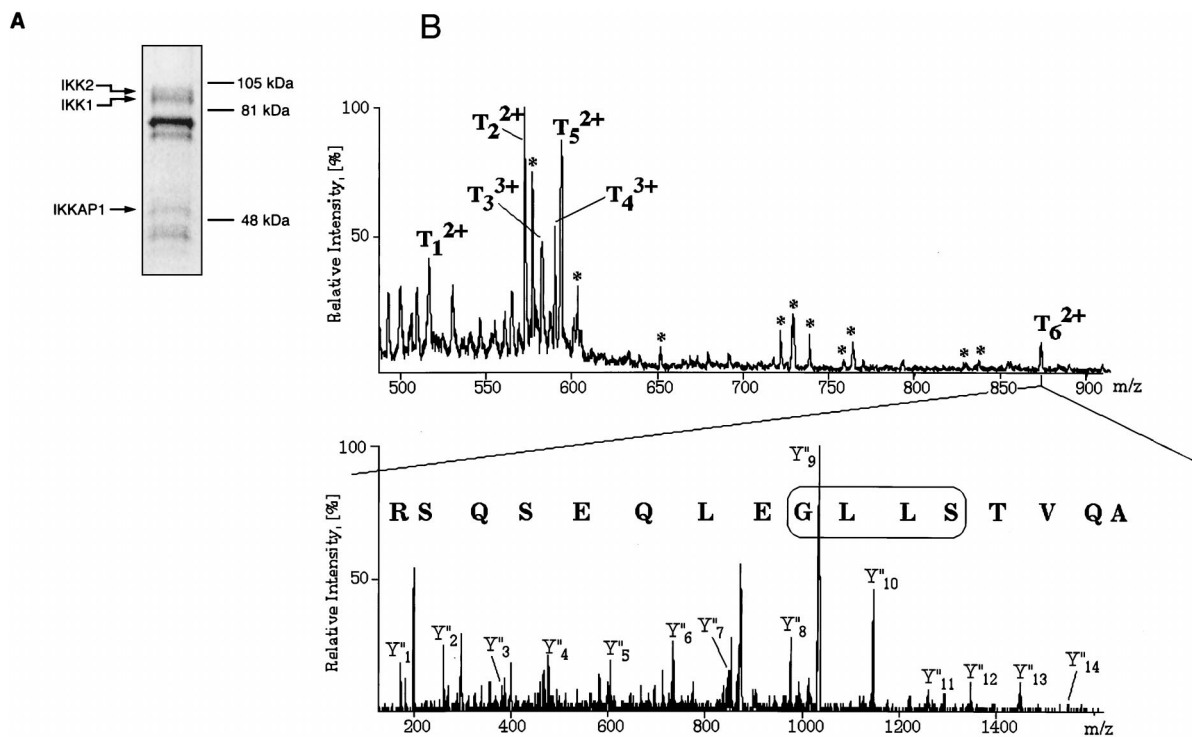 A
IKK2
IKK1
IKKAP1
105 kDa
81 kDa
48 kDa
B
Relative Intensity, [%]
100
50
T1 2+
T2 2+
*
T3 3+
T5 2+
T4 3+
*
*
*
*
*
*
*
*
*
T6 2+
500 550 600 650 700 750 800 850 900 m/z
Relative Intensity, [%]
100
50
R S Q S E Q L E G L L S T V Q A
Y"1
Y"2
Y"3
Y"4
Y"5
Y"6
Y"7
Y"8
Y"9
Y"10
Y"11
Y"12
Y"13
Y"14
200 400 600 800 1000 1200 1400 m/z